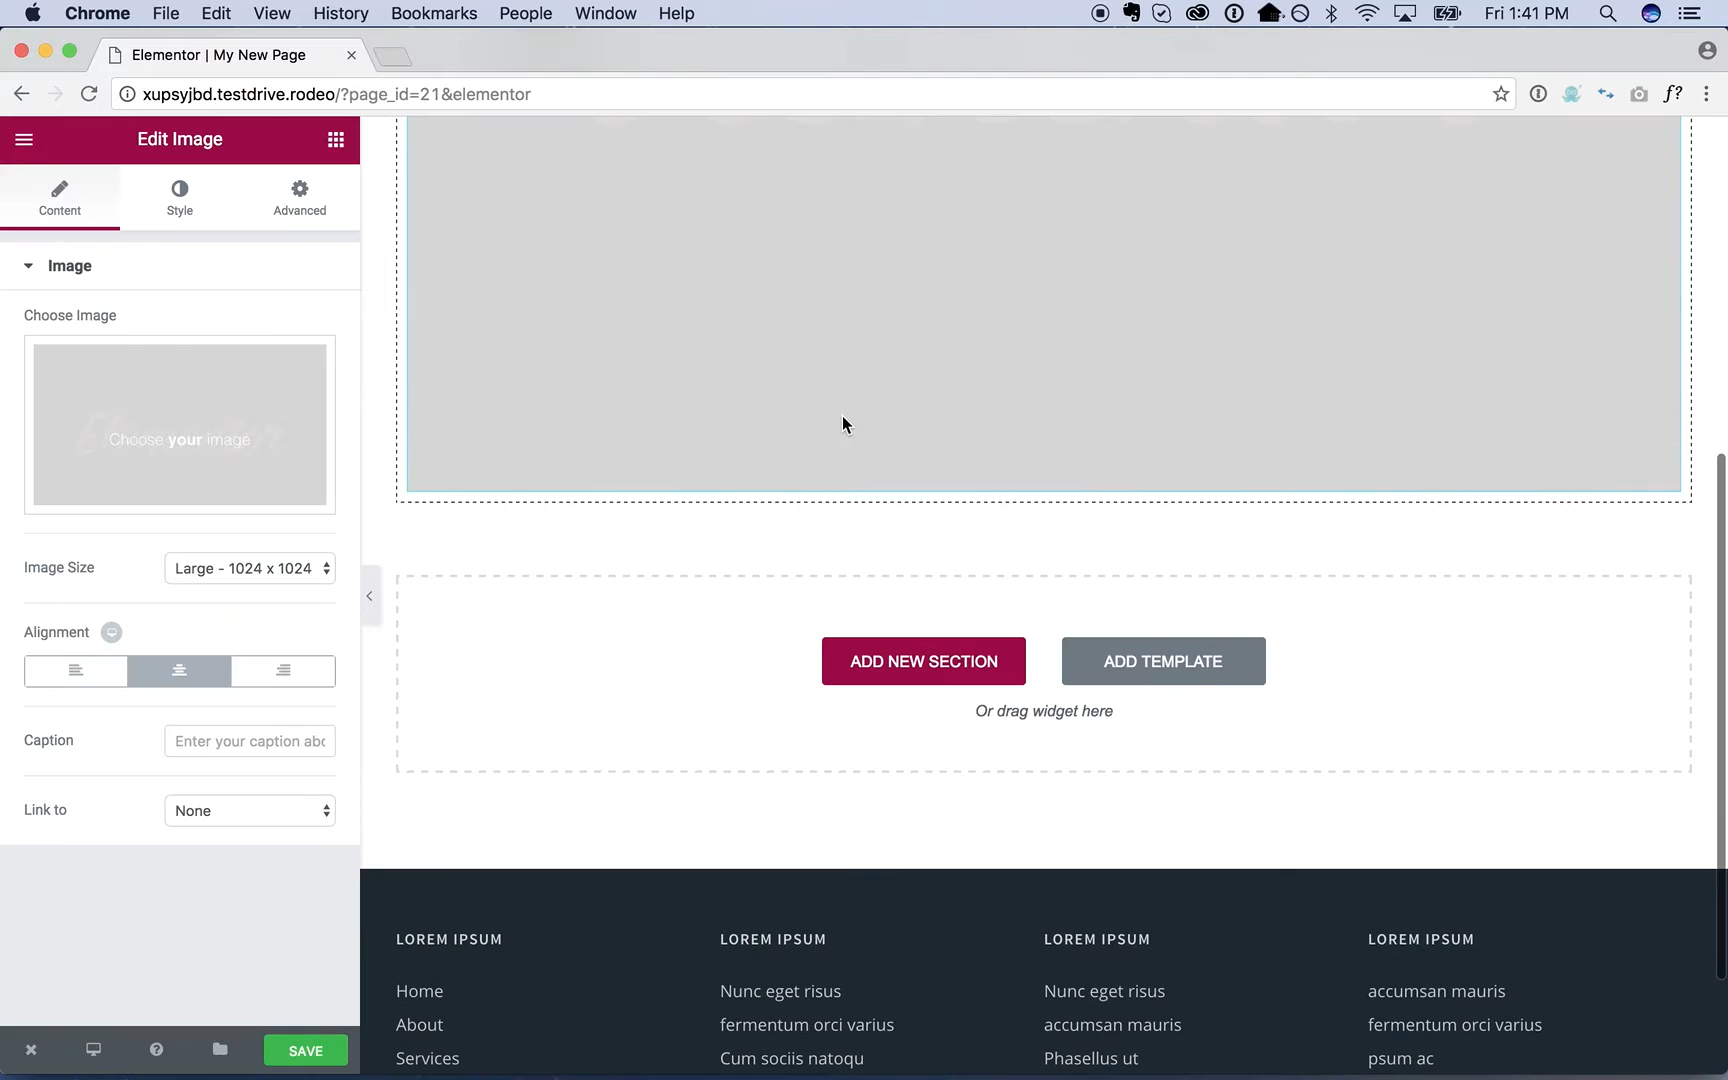 Chrome File Edit View History Bookmarks People Window Help
Fri 1:41 PM
Elementor | My New Page
xupsyjbd.testdrive.rodeo/?page_id=21&elementor
f?
Edit Image
Content
Style
Advanced
Image
Choose Image
Choose your image
Image Size
Large - 1024 x 1024
Alignment
Caption
Enter your caption abo
Link to
None
SAVE
ADD NEW SECTION
ADD TEMPLATE
Or drag widget here
LOREM IPSUM
Home
About
Services
LOREM IPSUM
Nunc eget risus
fermentum orci varius
Cum sociis natoqu
LOREM IPSUM
Nunc eget risus
accumsan mauris
Phasellus ut
LOREM IPSUM
accumsan mauris
fermentum orci varius
psum ac